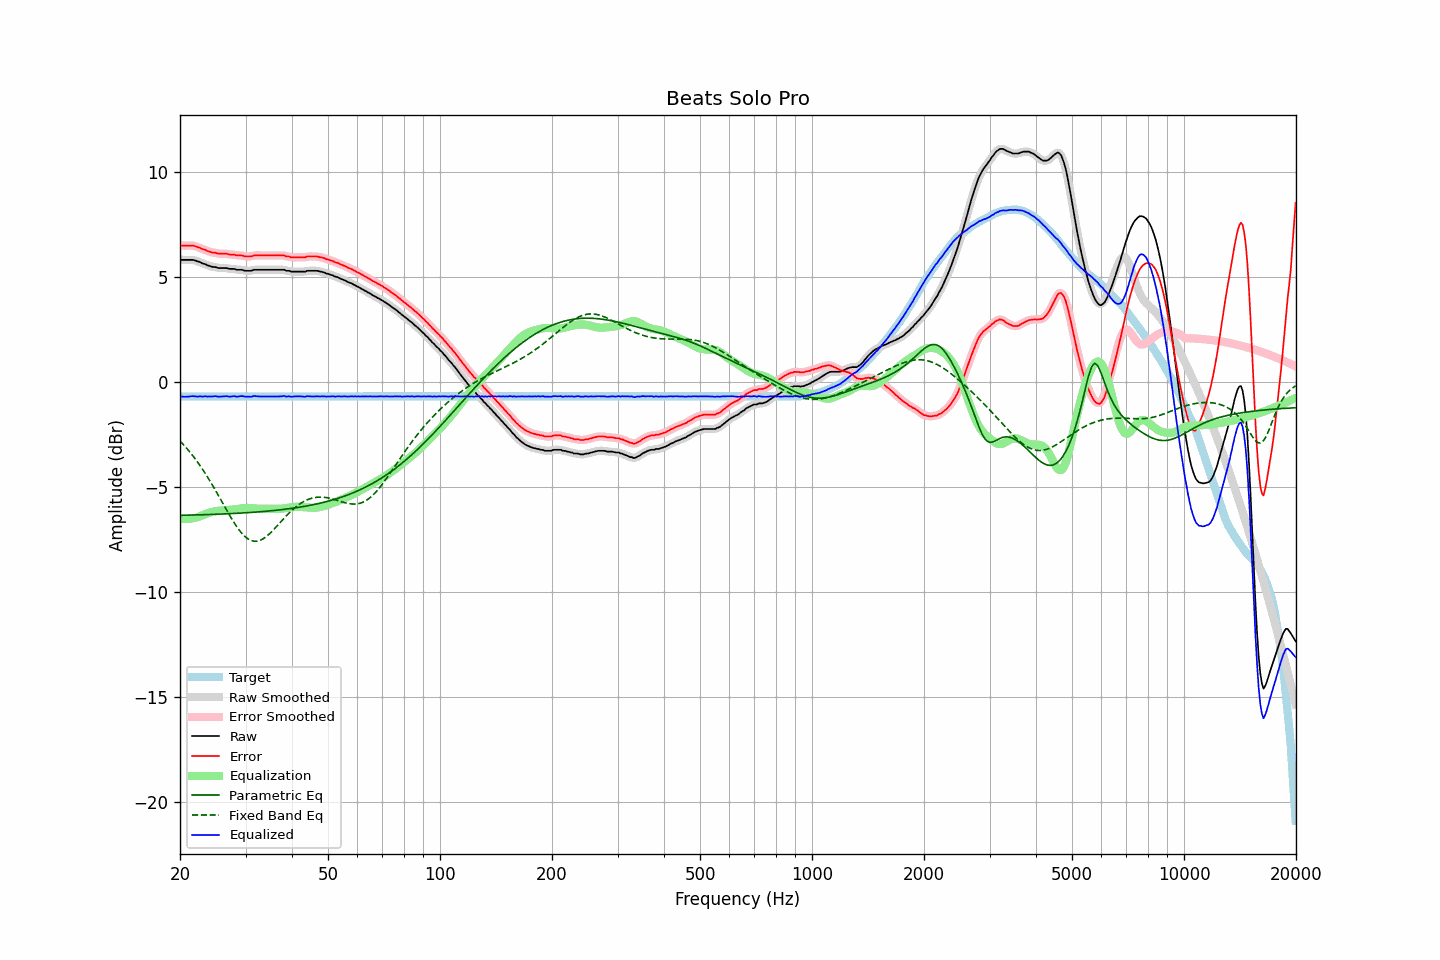 Beats Solo Pro
Amplitude (dBr)
10
5
0
−5
−10
−15
−20
Target
Raw Smoothed
Error Smoothed
Raw
Error
Equalization
Parametric Eq
Fixed Band Eq
Equalized
20 50 100 200 500 1000 2000 5000 10000 20000
Frequency (Hz)